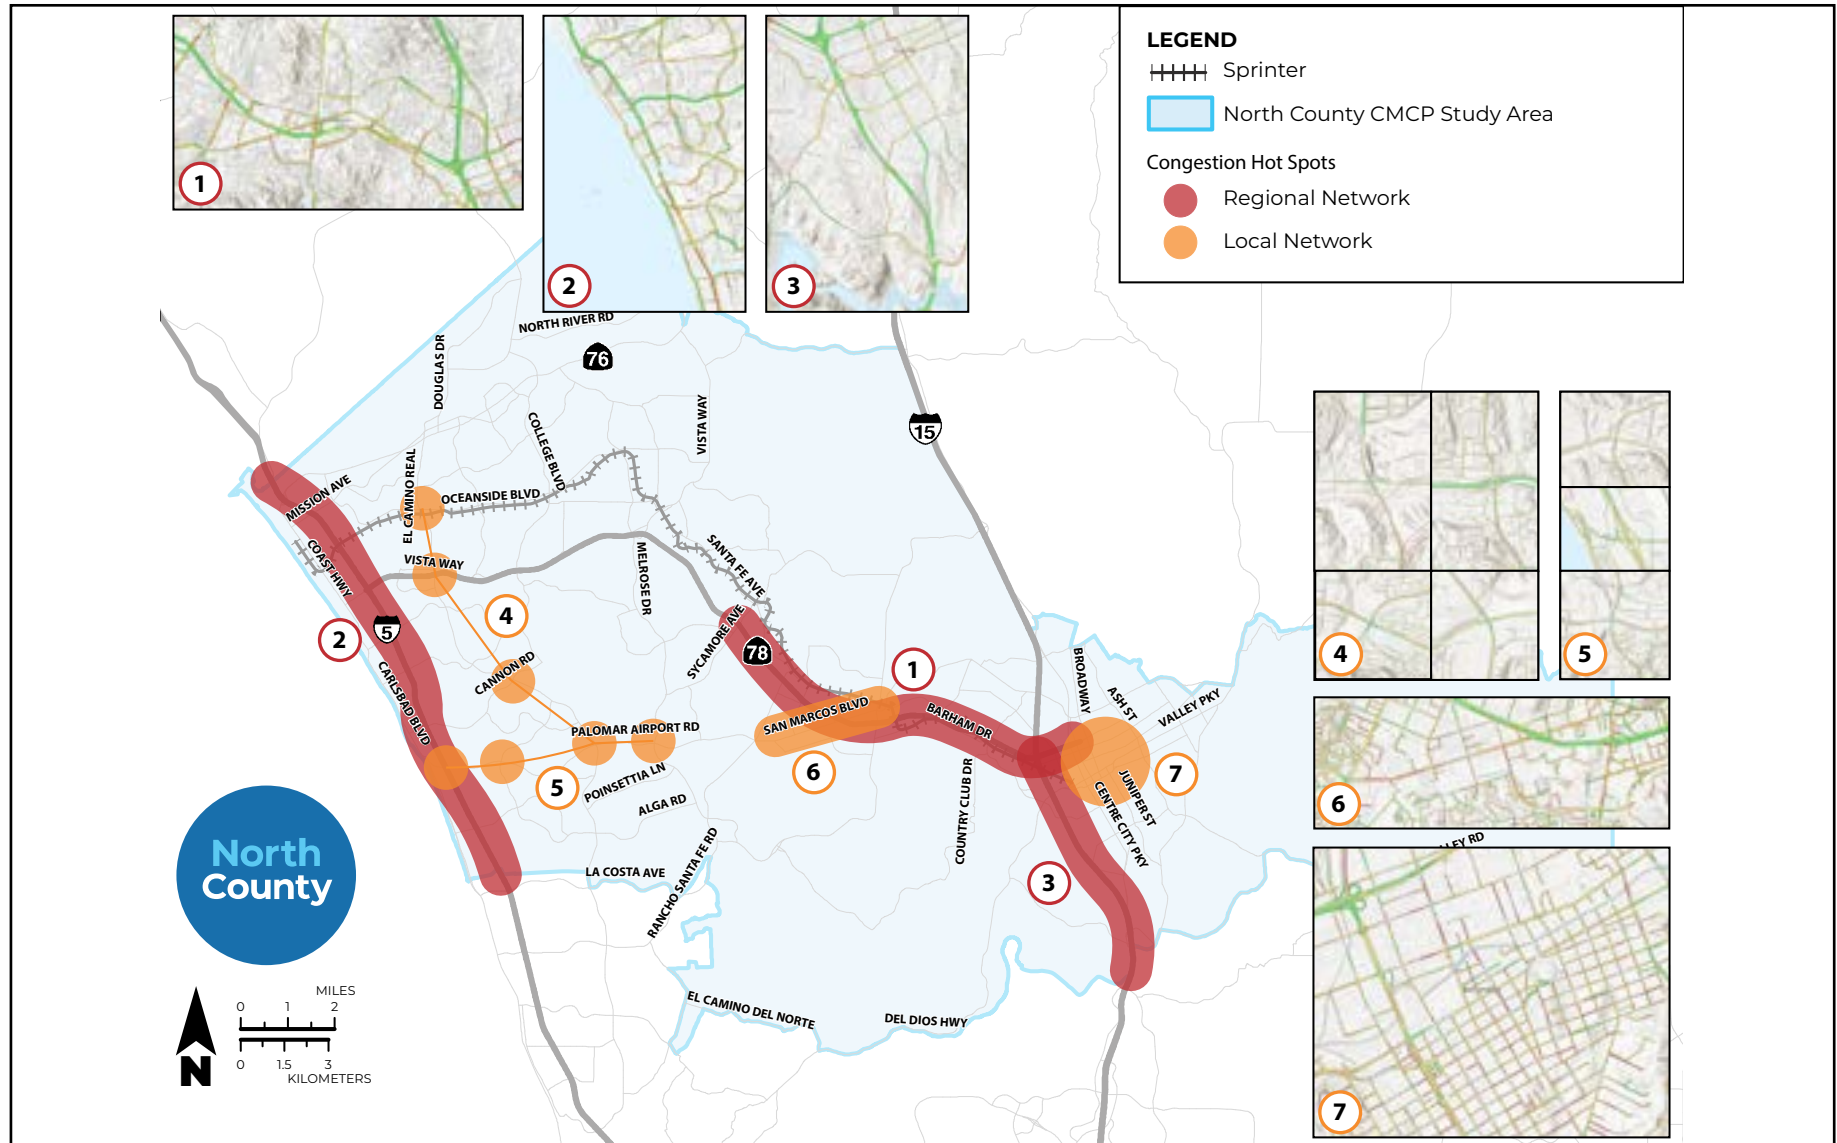 1
2
3
LEGEND
Sprinter
North County CMCP Study Area
Congestion Hot Spots
Regional Network
Local Network
NORTH RIVER RD
76
DOUGLAS DR
COLLEGE BLVD
VISTA WAY
15
MISSION AVE
EL CAMINO REAL
OCEANSIDE BLVD
COAST HWY
VISTA WAY
MELROSE DR
SANTA FE AVE
SYCAMORE AVE
4
5
2
78
1
CANNON RD
CARLSBAD BLVD
SAN MARCOS BLVD
BARHAM DR
BROADWAY
ASH ST
VALLEY PKY
PALOMAR AIRPORT RD
5
POINSETTIA LN
ALGA RD
6
7
JUNIPER ST
CENTRE CITY PKY
COUNTRY CLUB DR
3
RANCHO SANTA FE RD
LA COSTA AVE
EL CAMINO DEL NORTE
DEL DIOS HWY
4
5
6
LEY RD
7
North
County
MILES
0 1 2
0 1.5 3
KILOMETERS
N